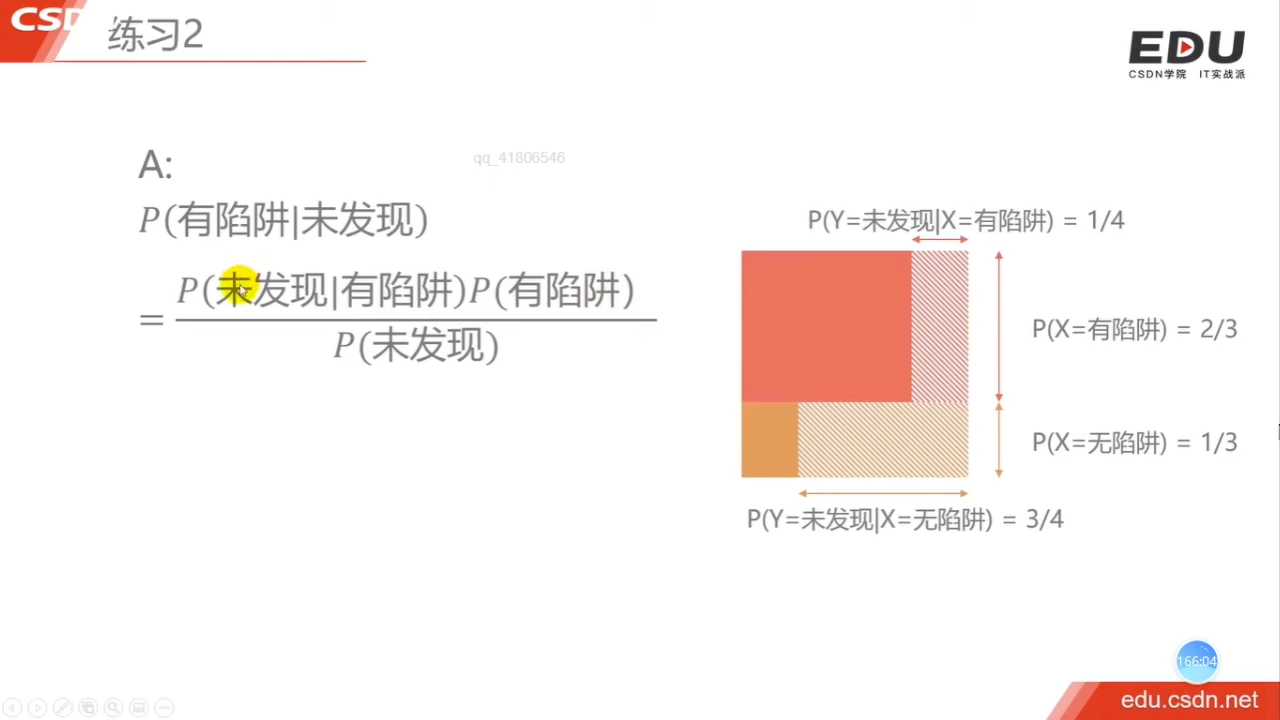 CSD
练习2
EDU
CSDN学院 IT实战派
A:
qq_41806546
P(有陷阱|未发现)
P(未发现|有陷阱)P(有陷阱)
=
P(未发现)
P(Y=未发现|X=有陷阱) = 1/4
P(X=有陷阱) = 2/3
P(X=无陷阱) = 1/3
P(Y=未发现|X=无陷阱) = 3/4
166:04
edu.csdn.net